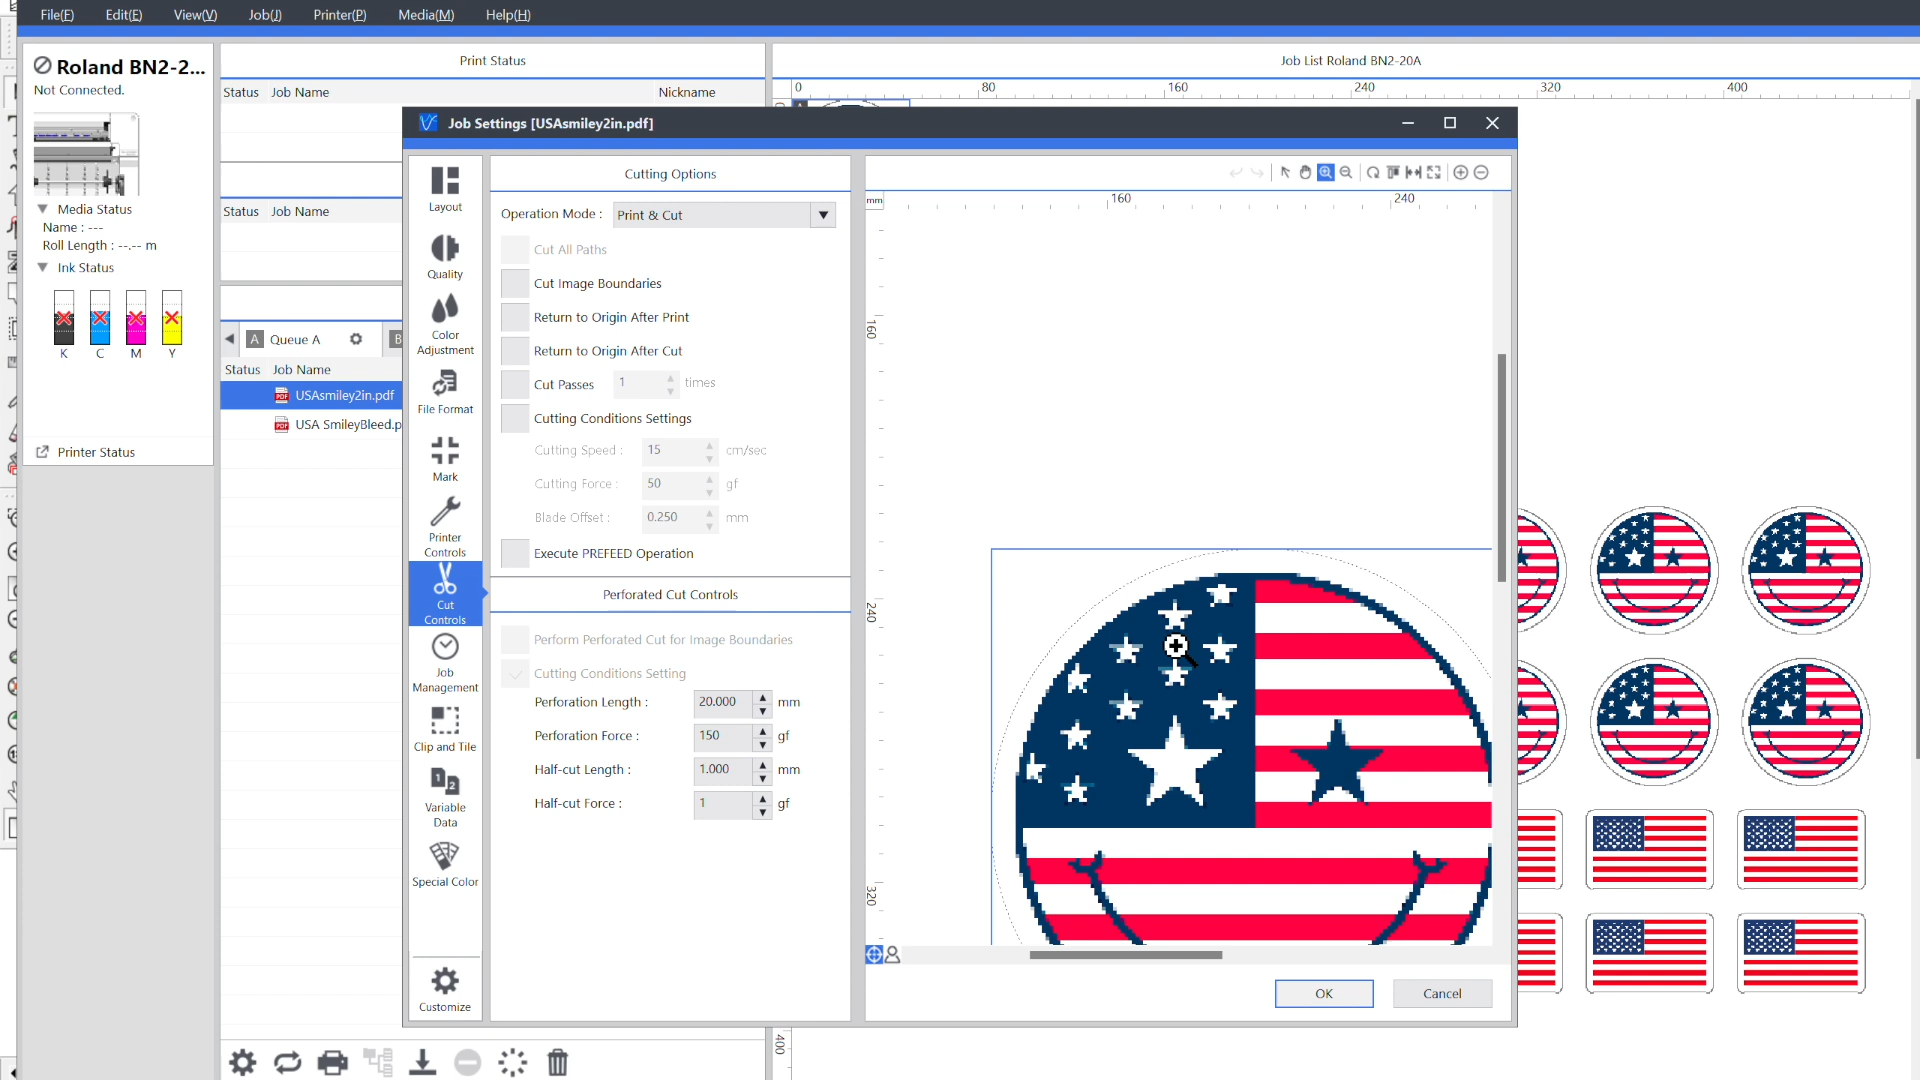 File(F) Edit(E) View(V) Job(J) Printer(P) Media(M) Help(H)
Roland BN2-2...
Not Connected.
Media Status
Name : ---
Roll Length : --.-- m
Ink Status
K C M Y
Printer Status
Print Status
Status Job Name Nickname
Status Job Name
A Queue A B
Status Job Name
USAsmiley2in.pdf
USA SmileyBleed.p
Job List Roland BN2-20A
0 80 160 240 320 400
400
Job Settings [USAsmiley2in.pdf]
Layout
Quality
Color
Adjustment
File Format
Mark
Printer
Controls
Cut
Controls
Job
Management
Clip and Tile
Variable
Data
Special Color
Customize
Cutting Options
Operation Mode : Print & Cut
Cut All Paths
Cut Image Boundaries
Return to Origin After Print
Return to Origin After Cut
Cut Passes 1 times
Cutting Conditions Settings
Cutting Speed : 15 cm/sec
Cutting Force : 50 gf
Blade Offset : 0.250 mm
Execute PREFEED Operation
Perforated Cut Controls
Perform Perforated Cut for Image Boundaries
Cutting Conditions Setting
Perforation Length : 20.000 mm
Perforation Force : 150 gf
Half-cut Length : 1.000 mm
Half-cut Force : 1 gf
mm 160 240
160
240
320
OK Cancel